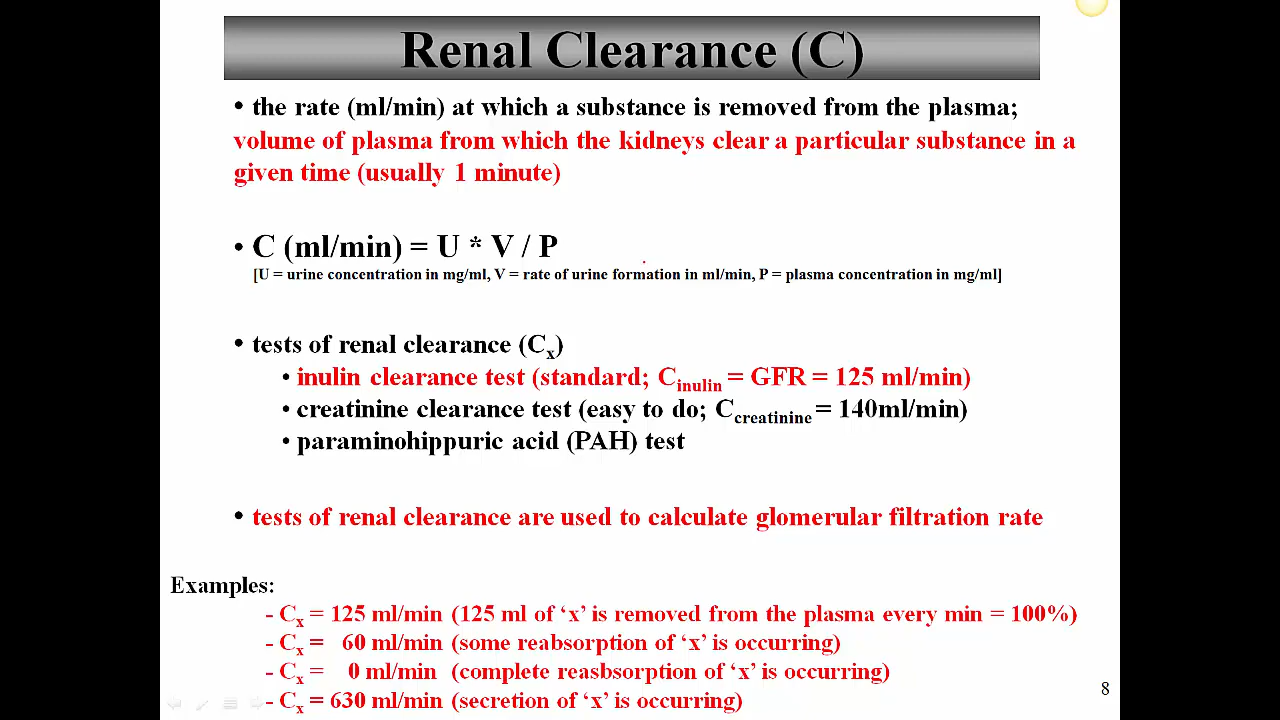 Renal Clearance (C)
• the rate (ml/min) at which a substance is removed from the plasma;
volume of plasma from which the kidneys clear a particular substance in a
given time (usually 1 minute)
• C (ml/min) = U * V / P
[U = urine concentration in mg/ml, V = rate of urine formation in ml/min, P = plasma concentration in mg/ml]
• tests of renal clearance (Cx)
• inulin clearance test (standard; Cinulin = GFR = 125 ml/min)
• creatinine clearance test (easy to do; Ccreatinine = 140ml/min)
• paraminohippuric acid (PAH) test
• tests of renal clearance are used to calculate glomerular filtration rate
Examples:
- Cx = 125 ml/min (125 ml of ‘x’ is removed from the plasma every min = 100%)
- Cx = 60 ml/min (some reabsorption of ‘x’ is occurring)
- Cx = 0 ml/min (complete reasbsorption of ‘x’ is occurring)
- Cx = 630 ml/min (secretion of ‘x’ is occurring)
8